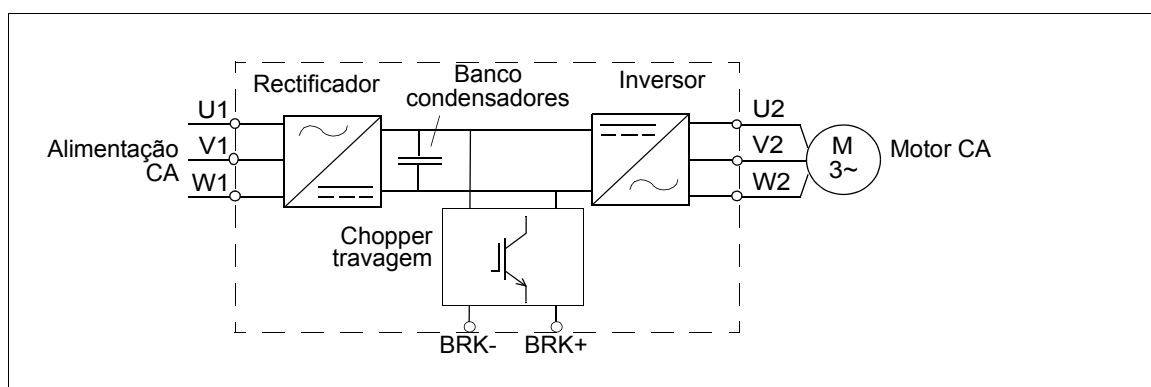 Rectificador
Banco
condensadores
Inversor
U1
V1
W1
Alimentação
CA
U2
V2
W2
M
3~
Motor CA
Chopper
travagem
BRK-
BRK+